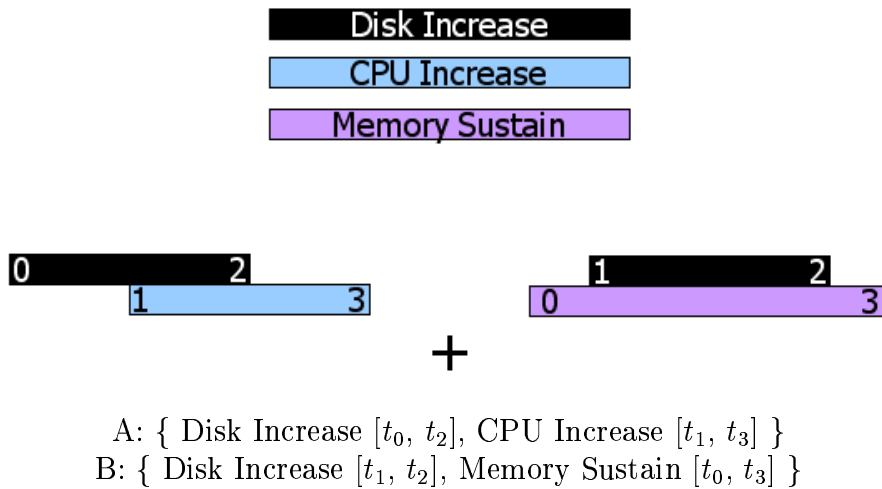 Disk Increase
CPU Increase
Memory Sustain
0 2 1 2
1 3 0 3
+
A: { Disk Increase [t₀, t₂], CPU Increase [t₁, t₃] }
B: { Disk Increase [t₁, t₂], Memory Sustain [t₀, t₃] }